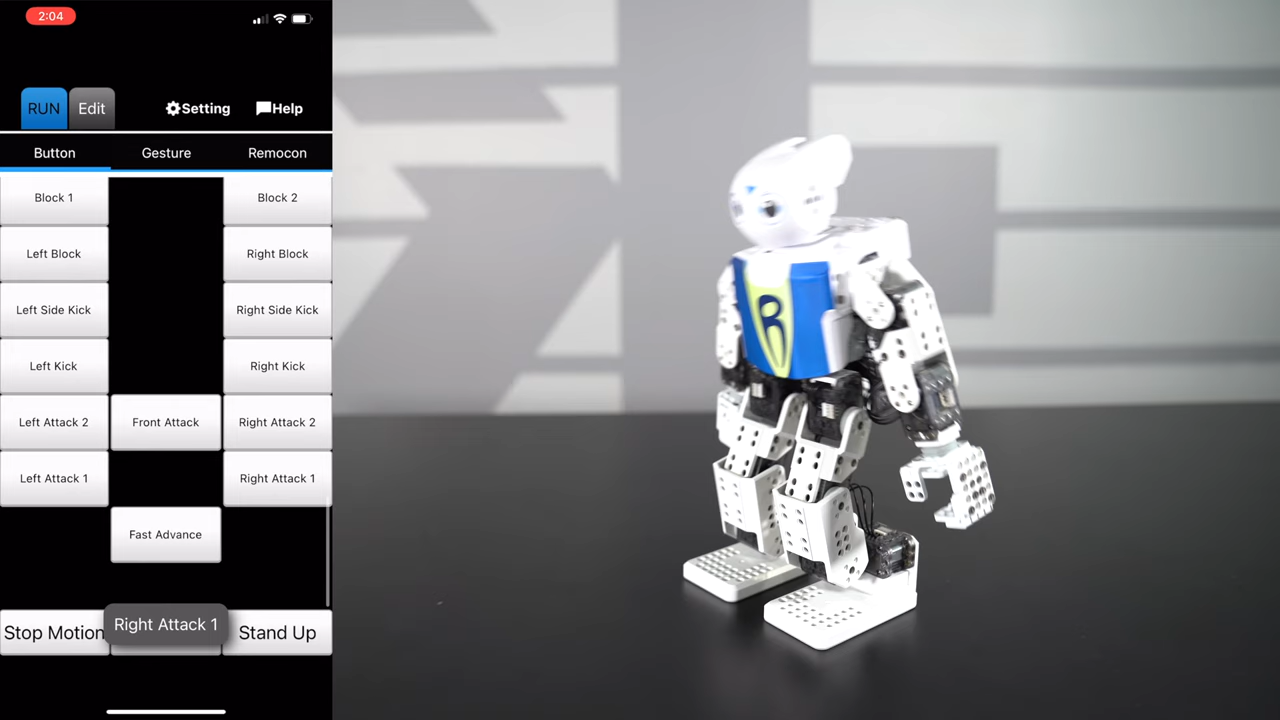 2:04
RUN Edit Setting Help
Button Gesture Remocon
Block 1 Block 2
Left Block Right Block
Left Side Kick Right Side Kick
Left Kick Right Kick
Left Attack 2 Front Attack Right Attack 2
Left Attack 1 Right Attack 1
Fast Advance
Right Attack 1
Stop Motion Stand Up
R